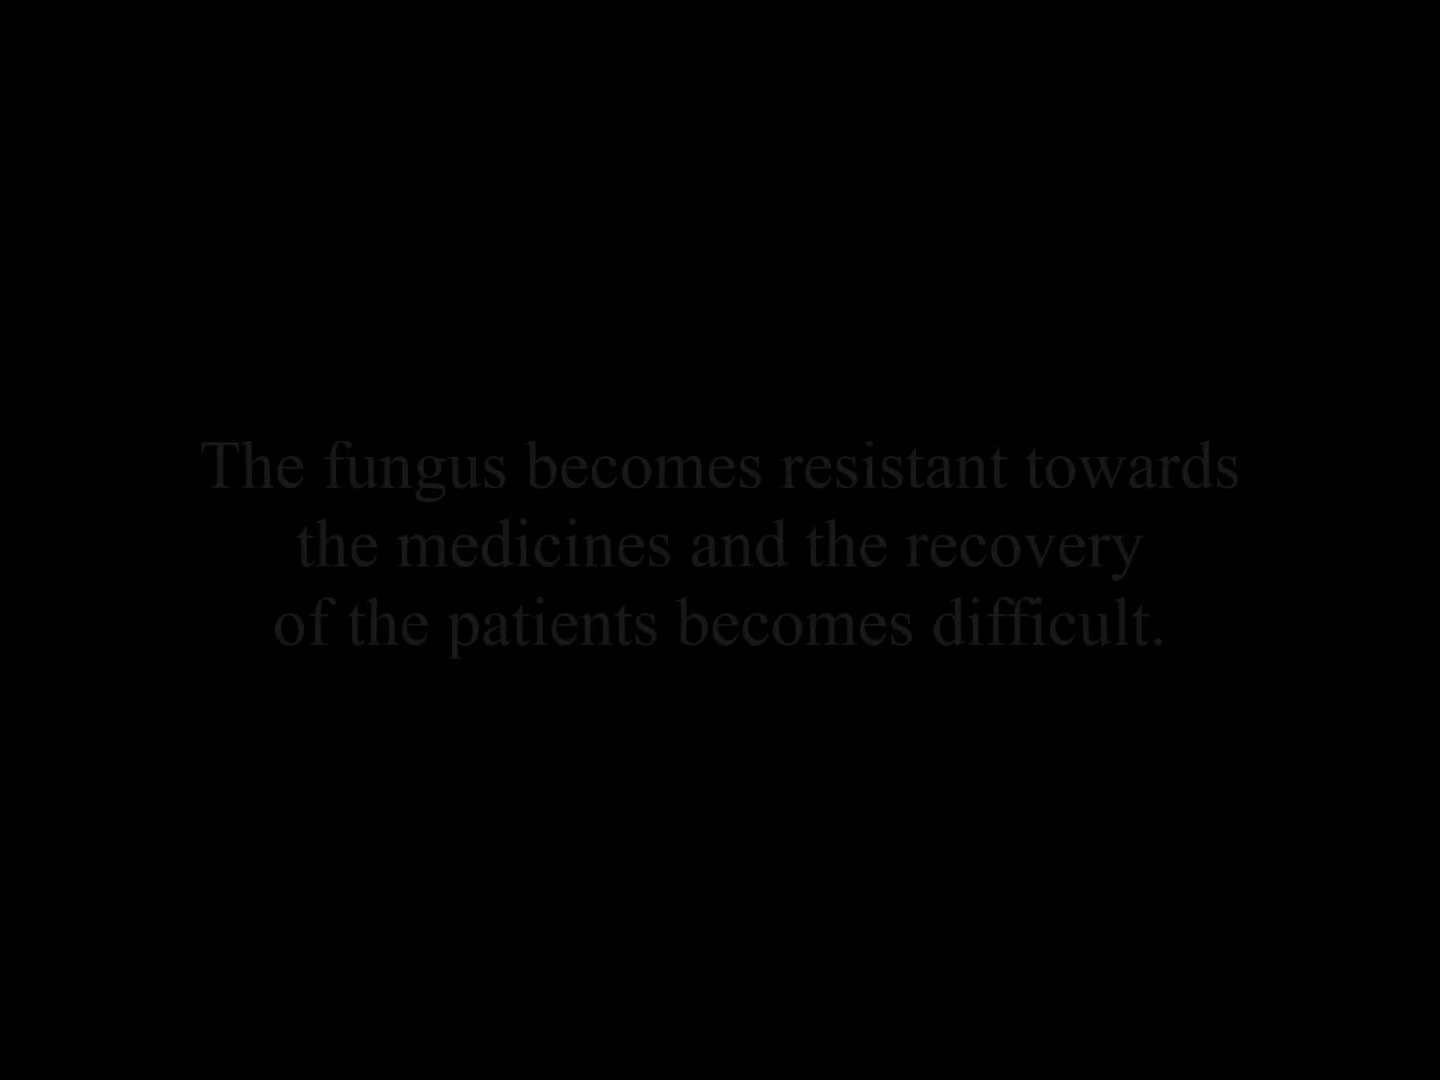 The fungus becomes resistant towards
the medicines and the recovery
of the patients becomes difficult.